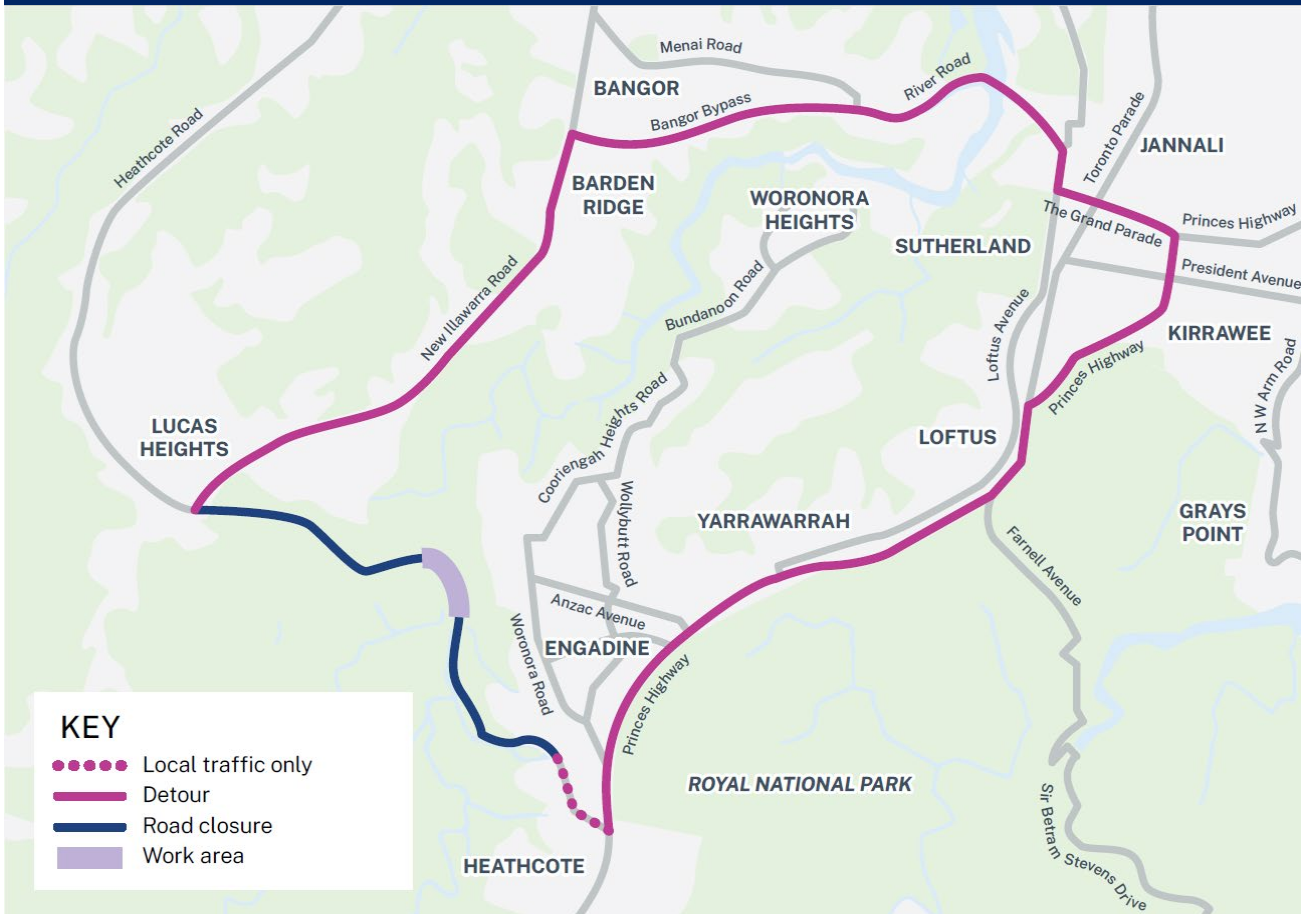 Menai Road
River Road
BANGOR
Bangor Bypass
Heathcote Road
Toronto Parade
JANNALI
BARDEN
RIDGE
WORONORA
HEIGHTS
The Grand Parade
Princes Highway
SUTHERLAND
President Avenue
New Illawarra Road
Bundanoon Road
Loftus Avenue
KIRRAWEE
Princes Highway
N W Arm Road
LUCAS
HEIGHTS
Cooriengah Heights Road
LOFTUS
Wollybutt Road
YARRAWARRAH
GRAYS
POINT
Farnell Avenue
Anzac Avenue
Woronora Road
ENGADINE
Princes Highway
ROYAL NATIONAL PARK
Sir Betram Stevens Drive
HEATHCOTE
KEY
Local traffic only
Detour
Road closure
Work area